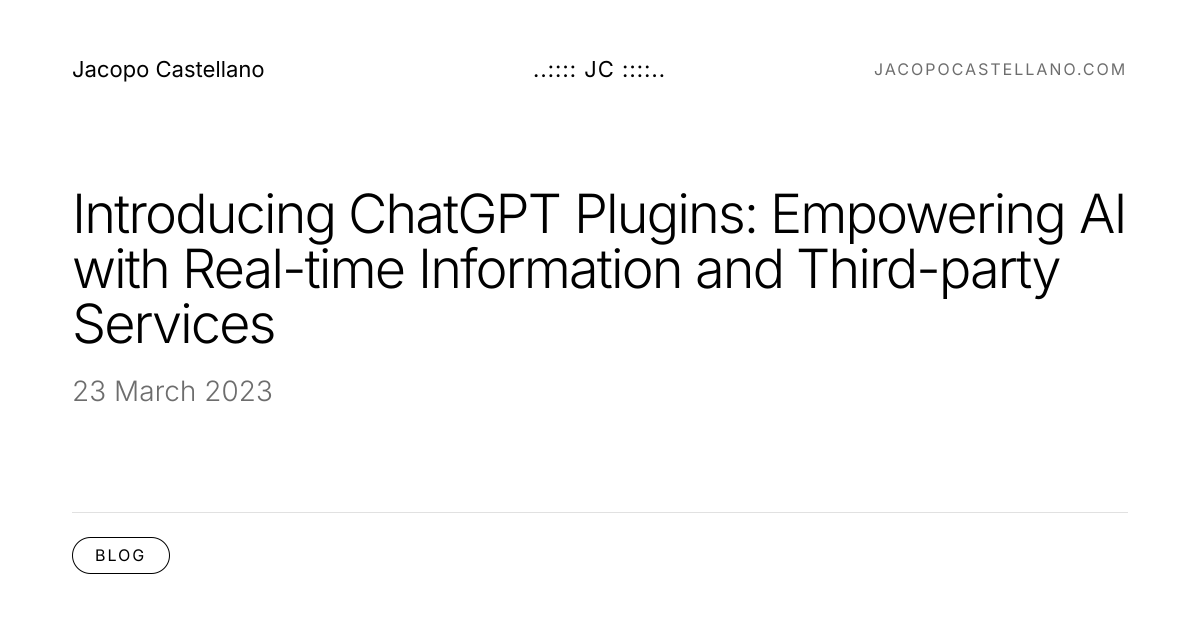 Jacopo Castellano
..:::: JC ::::..
JACOPOCASTELLANO.COM
Introducing ChatGPT Plugins: Empowering AI
with Real-time Information and Third-party
Services
23 March 2023
BLOG